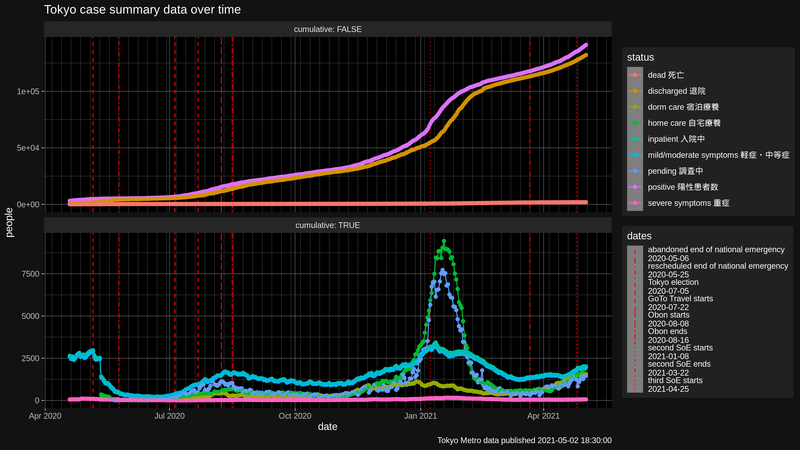 Tokyo case summary data over time
cumulative: FALSE
1e+05
5e+04
0e+00
people
cumulative: TRUE
7500
5000
2500
0
Apr 2020
Jul 2020
Oct 2020
Jan 2021
Apr 2021
date
status
dead 死亡
discharged 退院
dorm care 宿泊療養
home care 自宅療養
inpatient 入院中
mild/moderate symptoms 軽症・中等症
pending 調査中
positive 陽性患者数
severe symptoms 重症
dates
abandoned end of national emergency
2020-05-06
rescheduled end of national emergency
2020-05-25
Tokyo election
2020-07-05
GoTo Travel starts
2020-07-22
Obon starts
2020-08-08
Obon ends
2020-08-16
second SoE starts
2021-01-08
second SoE ends
2021-03-22
third SoE starts
2021-04-25
Tokyo Metro data published 2021-05-02 18:30:00